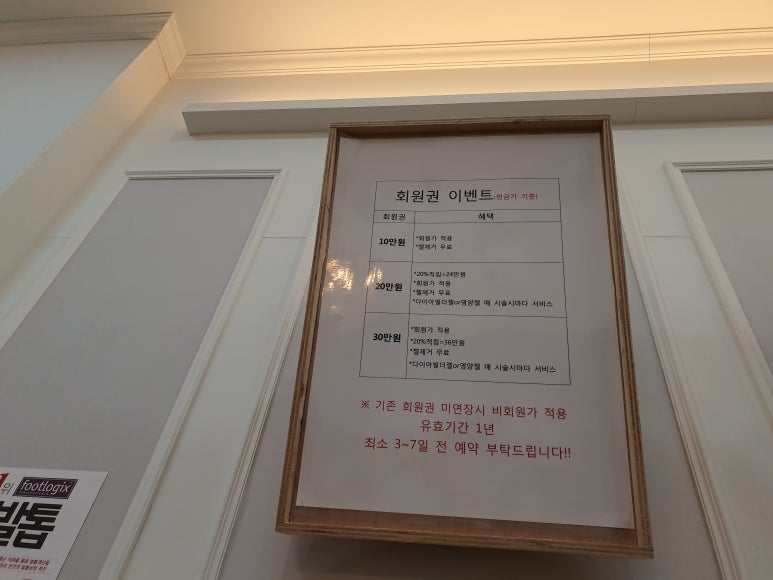 회원권 이벤트(현금가 기준)
회원권 혜택
10만원
*회원가 적용
*젤제거 무료
20만원
*20%적립=24만원
*회원가 적용
*젤제거 무료
*다이아빌더젤or영양젤 매 시술시마다 서비스
30만원
*회원가 적용
*20%적립=36만원
*젤제거 무료
*다이아빌더젤or영양젤 매 시술시마다 서비스
※ 기존 회원권 미연장시 비회원가 적용
유효기간 1년
최소 3~7일 전 예약 부탁드립니다!!
1위 footlogix
발톱